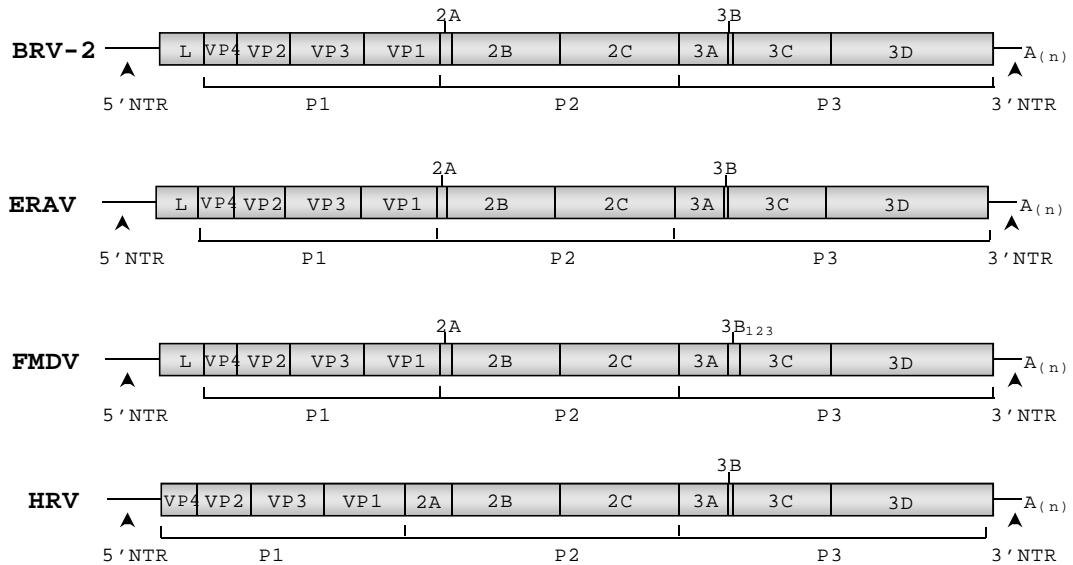 2A 3B
BRV-2 L VP4 VP2 VP3 VP1 2B 2C 3A 3C 3D A(n)
5'NTR P1 P2 P3 3'NTR
2A 3B
ERAV L VP4 VP2 VP3 VP1 2B 2C 3A 3C 3D A(n)
5'NTR P1 P2 P3 3'NTR
2A 3B123
FMDV L VP4 VP2 VP3 VP1 2B 2C 3A 3C 3D A(n)
5'NTR P1 P2 P3 3'NTR
3B
HRV VP4 VP2 VP3 VP1 2A 2B 2C 3A 3C 3D A(n)
5'NTR P1 P2 P3 3'NTR